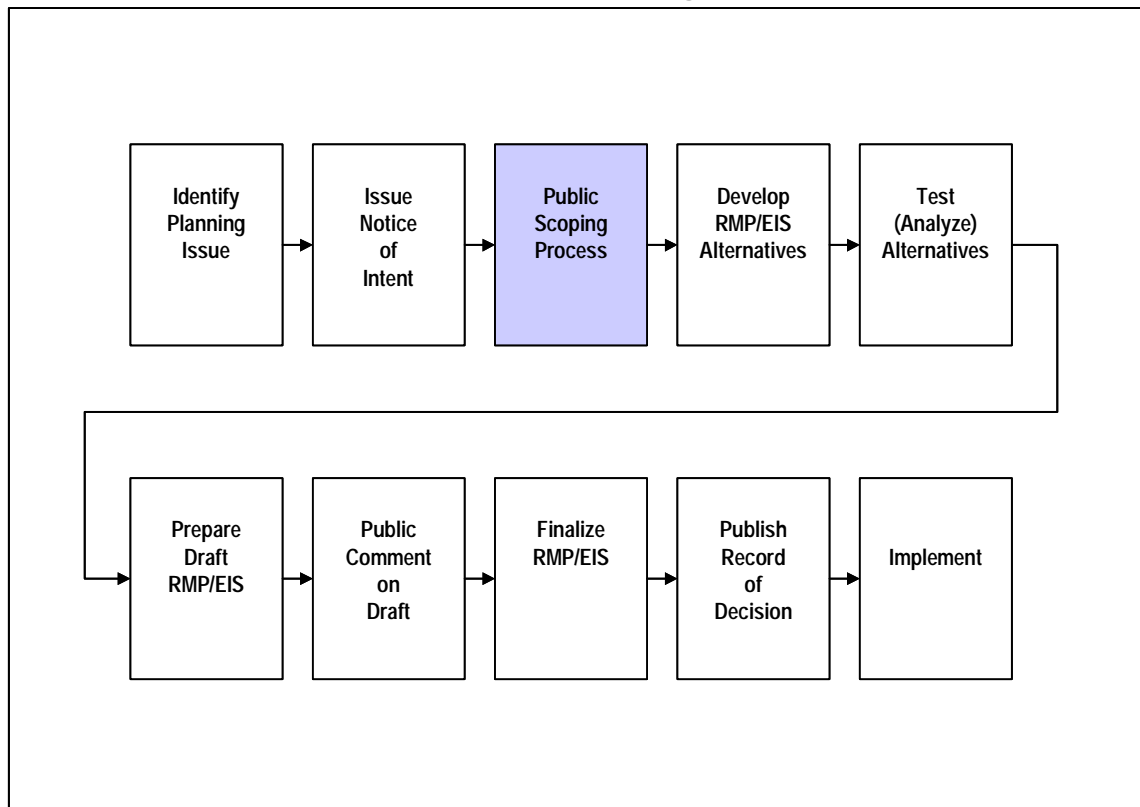 Identify
Planning
Issue
Issue
Notice
of
Intent
Public
Scoping
Process
Develop
RMP/EIS
Alternatives
Test
(Analyze)
Alternatives
Prepare
Draft
RMP/EIS
Public
Comment
on
Draft
Finalize
RMP/EIS
Publish
Record
of
Decision
Implement